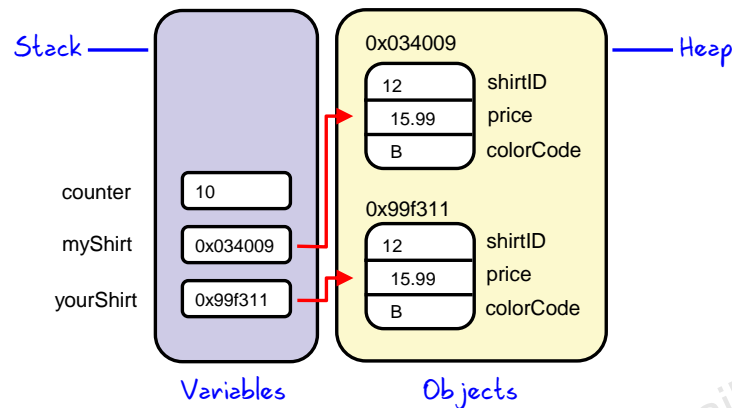 Stack
Heap
0x034009
12 shirtID
15.99 price
B colorCode
counter 10
0x99f311
myShirt 0x034009
12 shirtID
15.99 price
yourShirt 0x99f311
B colorCode
Variables
Objects